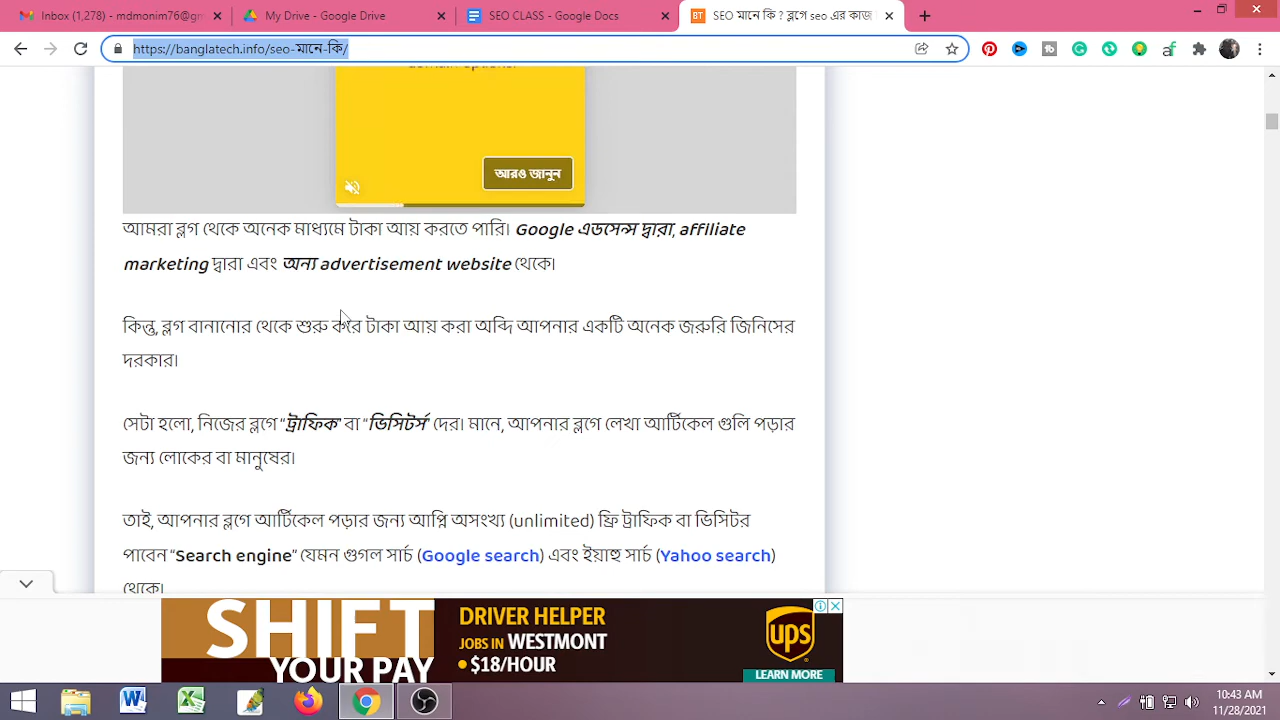 Inbox (1,278) - mdmonim76@gm
My Drive - Google Drive
SEO CLASS - Google Docs
BT SEO মানে কি ? ব্লগে seo এর কাজ
https://banglatech.info/seo-মানে-কি/
আরও জানুন
আমরা ব্লগ থেকে অনেক মাধ্যমে টাকা আয় করতে পারি। Google এডসেন্স দ্বারা, affiliate
marketing দ্বারা এবং অন্য advertisement website থেকে।
কিন্তু, ব্লগ বানানোর থেকে শুরু করে টাকা আয় করা অব্দি আপনার একটি অনেক জরুরি জিনিসের
দরকার।
সেটা হলো, নিজের ব্লগে “ট্রাফিক” বা “ভিসিটর্স” দের। মানে, আপনার ব্লগে লেখা আর্টিকেল গুলি পড়ার
জন্য লোকের বা মানুষের।
তাই, আপনার ব্লগে আর্টিকেল পড়ার জন্য আপ্নি অসংখ্য (unlimited) ফ্রি ট্রাফিক বা ভিসিটর
পাবেন “Search engine” যেমন গুগল সার্চ (Google search) এবং ইয়াহু সার্চ (Yahoo search)
থেকে।
SHIFT
YOUR PAY
DRIVER HELPER
JOBS IN WESTMONT
• $18/HOUR
ups
LEARN MORE
10:43 AM
11/28/2021